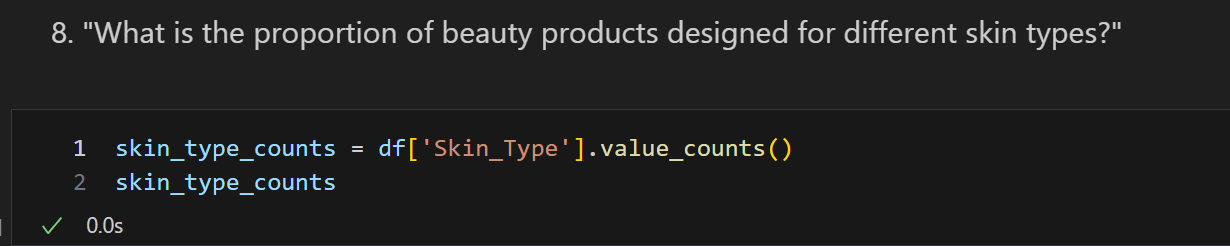 8. "What is the proportion of beauty products designed for different skin types?"
1 skin_type_counts = df['Skin_Type'].value_counts()
2 skin_type_counts
0.0s